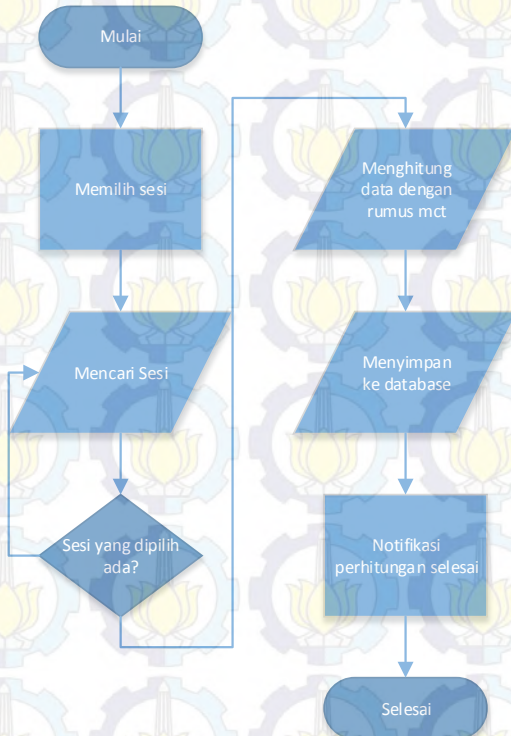 Mulai
Memilih sesi
Mencari Sesi
Sesi yang dipilih
ada?
Menghitung
data dengan
rumus mct
Menyimpan
ke database
Notifikasi
perhitungan selesai
Selesai